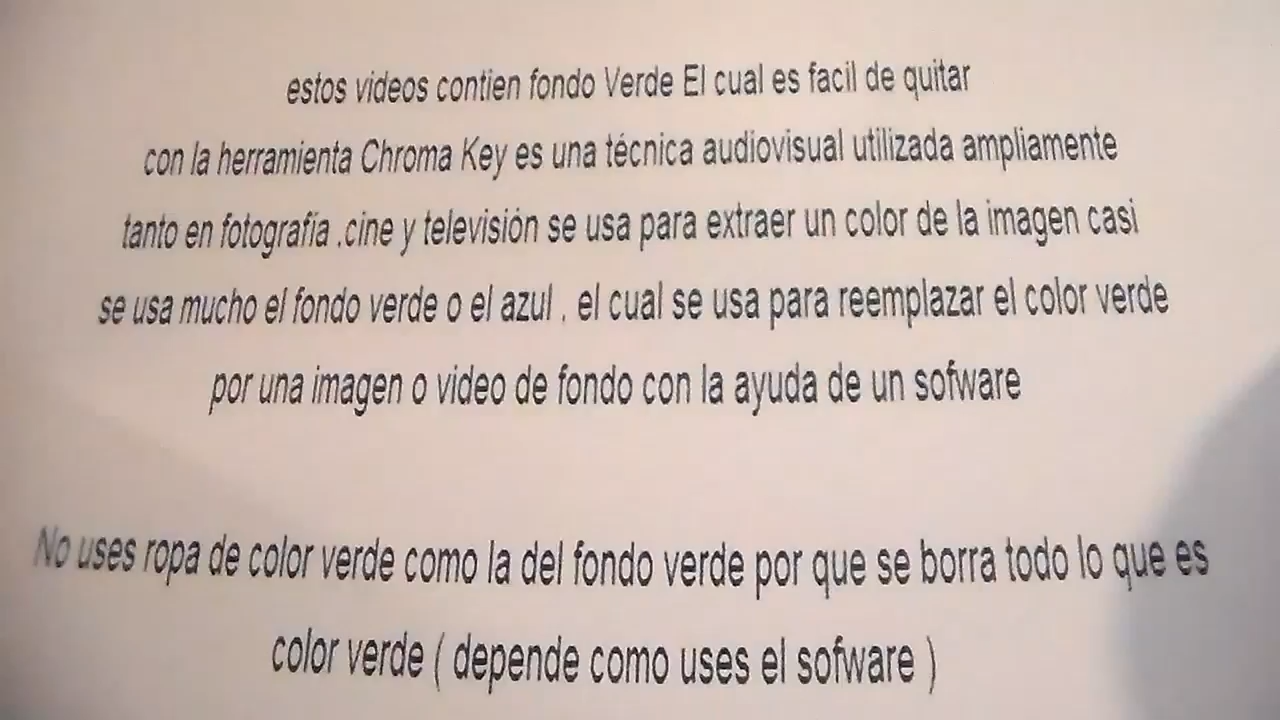 estos videos contien fondo Verde El cual es facil de quitar
con la herramienta Chroma Key es una técnica audiovisual utilizada ampliamente
tanto en fotografía .cine y televisión se usa para extraer un color de la imagen casi
se usa mucho el fondo verde o el azul . el cual se usa para reemplazar el color verde
por una imagen o video de fondo con la ayuda de un sofware
No uses ropa de color verde como la del fondo verde por que se borra todo lo que es
color verde ( depende como uses el sofware )